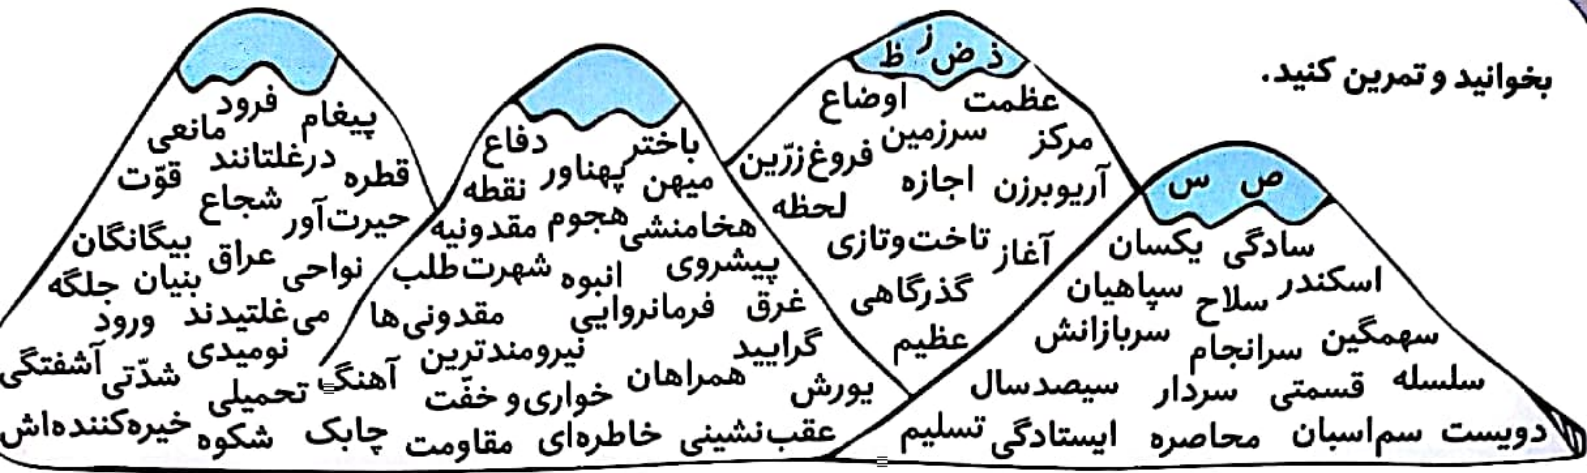 بخوانید و تمرین کنید.
ص س
سادگی یکسان
اسکندر سلاح سپاهیان
سهمگین سرانجام سربازانش
سلسله قسمتی سردار سیصدسال
دویست سم‌اسبان محاصره ایستادگی تسلیم
ذ ض ز ظ
عظمت اوضاع
مرکز سرزمین فروغ زرّین
آریوبرزن اجازه لحظه
آغاز تاخت‌وتازی
گذرگاهی
عظیم
باختر دفاع
میهن پهناور نقطه
هخامنشی هجوم مقدونیه
پیشروی انبوه شهرت‌طلب
غرق فرمانروایی مقدونی‌ها
گرایید نیرومندترین
یورش همراهان خواری‌و خفّت آهنگ
عقب‌نشینی خاطره‌ای مقاومت چابک
پیغام فرود مانعی
قطره درغلتانند قوّت
حیرت‌آور شجاع بیگانگان
نواحی عراق بنیان جلگه
می‌غلتیدند ورود
نومیدی آشفتگی
تحمیلی شدّتی
شکوه خیره‌کننده‌اش